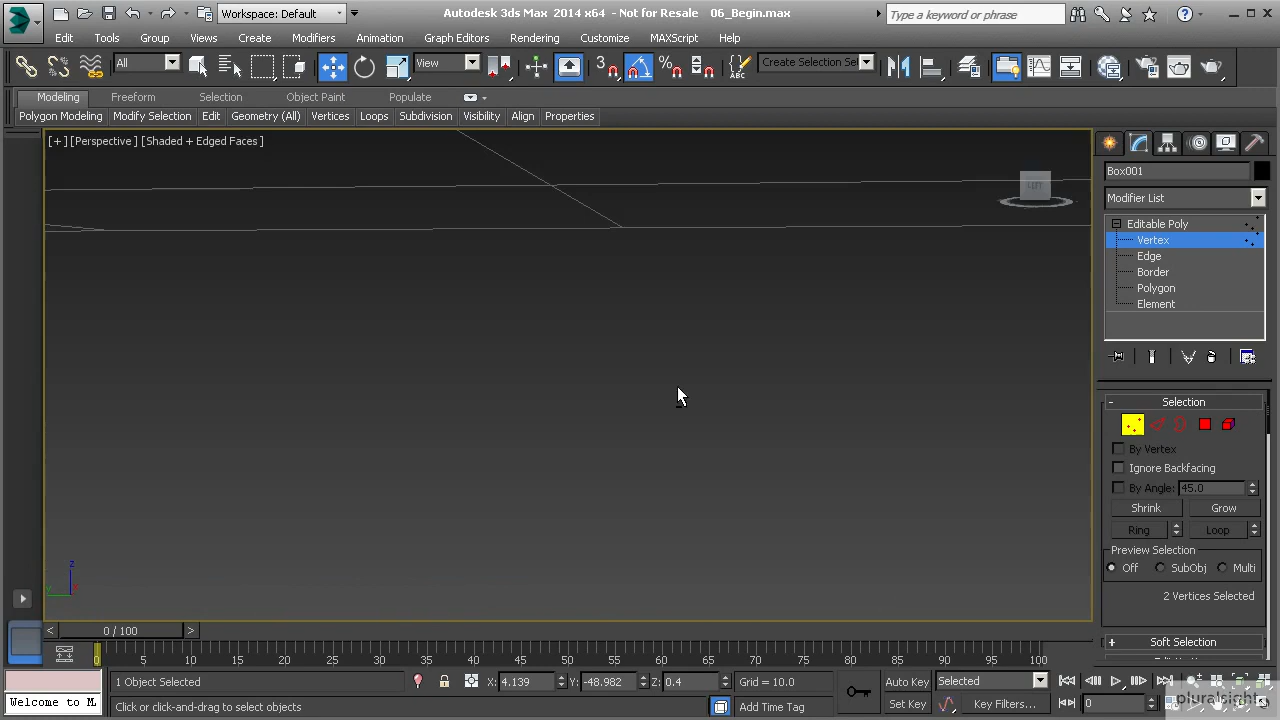 Workspace: Default
Autodesk 3ds Max 2014 x64 - Not for Resale 06_Begin.max
Type a keyword or phrase
Edit Tools Group Views Create Modifiers Animation Graph Editors Rendering Customize MAXScript Help
All View 3 % Create Selection Se ABC
Modeling Freeform Selection Object Paint Populate
Polygon Modeling Modify Selection Edit Geometry (All) Vertices Loops Subdivision Visibility Align Properties
[+][Perspective][Shaded + Edged Faces]
LEFT
Box001
Modifier List
Editable Poly
Vertex
Edge
Border
Polygon
Element
Selection
By Vertex
Ignore Backfacing
By Angle: 45.0
Shrink Grow
Ring Loop
Preview Selection
Off SubObj Multi
2 Vertices Selected
Soft Selection
z
y x
< 0 / 100 >
0 5 10 15 20 25 30 35 40 45 50 55 60 65 70 75 80 85 90 95 100
1 Object Selected X: 4.139 Y: -48.982 Z: 0.4 Grid = 10.0 Auto Key Selected
Welcome to M Click or click-and-drag to select objects Add Time Tag Set Key Key Filters... 0
pluralsight